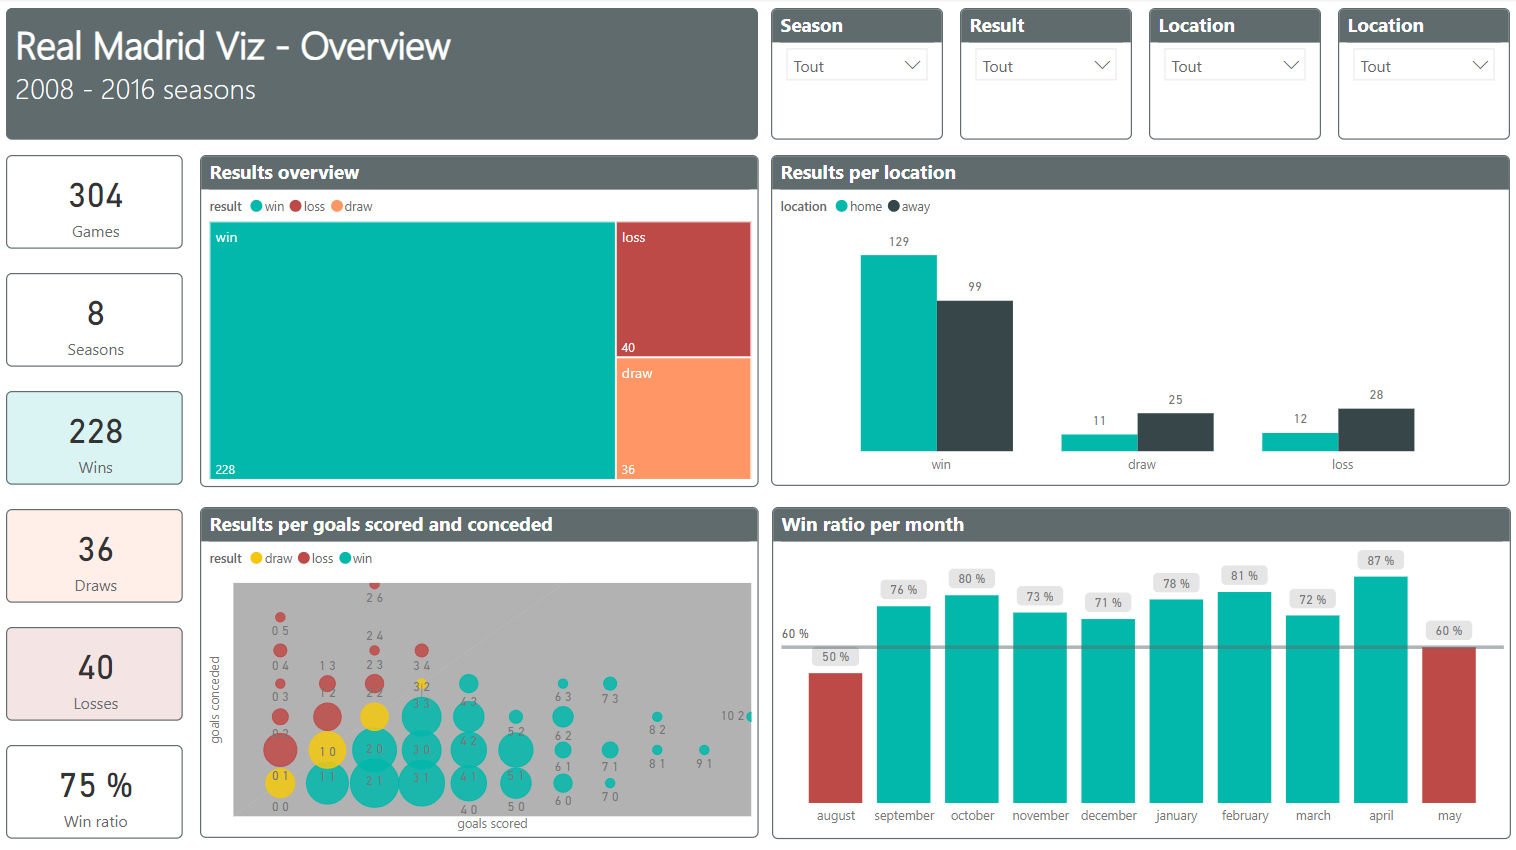 Real Madrid Viz - Overview
2008 - 2016 seasons
Season
Tout
Result
Tout
Location
Tout
Location
Tout
304
Games
8
Seasons
228
Wins
36
Draws
40
Losses
75 %
Win ratio
Results overview
result win loss draw
win
228
loss
40
draw
36
Results per location
location home away
129
99
11
25
12
28
win
draw
loss
Results per goals scored and conceded
result draw loss win
goals conceded
2 6
0 5
2 4
0 4
1 3
2 3
3 4
0 3
1 2
2 2
3 2
3 3
4 3
6 3
7 3
0 2
4 2
5 2
6 2
8 2
10 2
1 0
2 0
3 0
0 1
1 1
2 1
3 1
4 1
5 1
6 1
7 1
8 1
9 1
0 0
4 0
5 0
6 0
7 0
goals scored
Win ratio per month
60 %
50 %
76 %
80 %
73 %
71 %
78 %
81 %
72 %
87 %
60 %
august
september
october
november
december
january
february
march
april
may